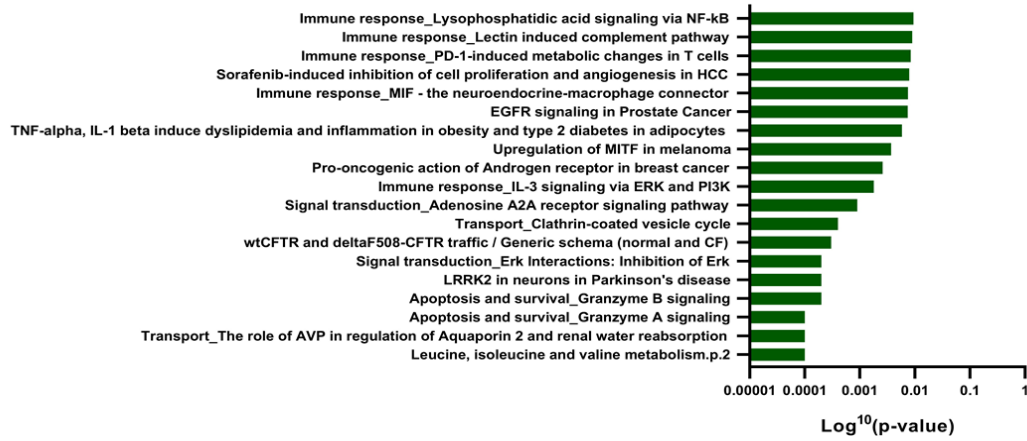 Immune response_Lysophosphatidic acid signaling via NF-kB
Immune response_Lectin induced complement pathway
Immune response_PD-1-induced metabolic changes in T cells
Sorafenib-induced inhibition of cell proliferation and angiogenesis in HCC
Immune response_MIF - the neuroendocrine-macrophage connector
EGFR signaling in Prostate Cancer
TNF-alpha, IL-1 beta induce dyslipidemia and inflammation in obesity and type 2 diabetes in adipocytes
Upregulation of MITF in melanoma
Pro-oncogenic action of Androgen receptor in breast cancer
Immune response_IL-3 signaling via ERK and PI3K
Signal transduction_Adenosine A2A receptor signaling pathway
Transport_Clathrin-coated vesicle cycle
wtCFTR and deltaF508-CFTR traffic / Generic schema (normal and CF)
Signal transduction_Erk Interactions: Inhibition of Erk
LRRK2 in neurons in Parkinson's disease
Apoptosis and survival_Granzyme B signaling
Apoptosis and survival_Granzyme A signaling
Transport_The role of AVP in regulation of Aquaporin 2 and renal water reabsorption
Leucine, isoleucine and valine metabolism.p.2
0.00001 0.0001 0.001 0.01 0.1 1
Log¹⁰(p-value)